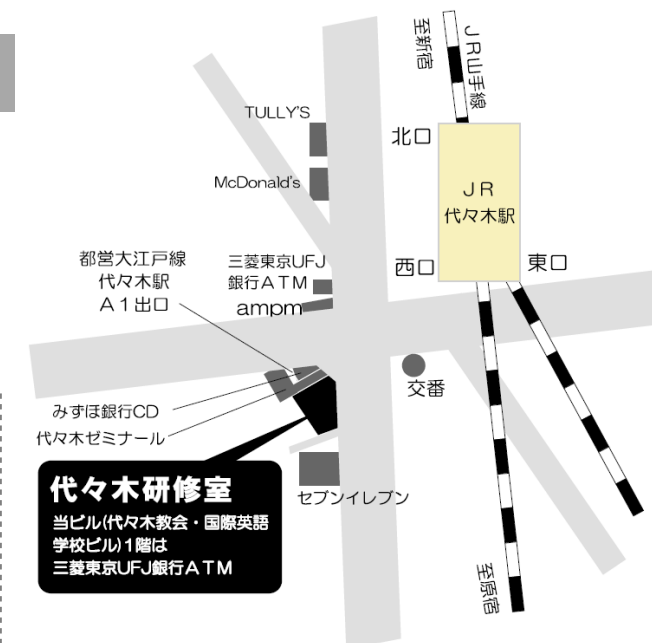 至新宿
JR山手線
TULLY'S
北口
McDonald's
JR
代々木駅
都営大江戸線
代々木駅
A1出口
三菱東京UFJ
銀行ATM
西口
東口
ampm
交番
みずほ銀行CD
代々木ゼミナール
代々木研修室
当ビル(代々木教会・国際英語
学校ビル)1階は
三菱東京UFJ銀行ATM
セブンイレブン
至原宿